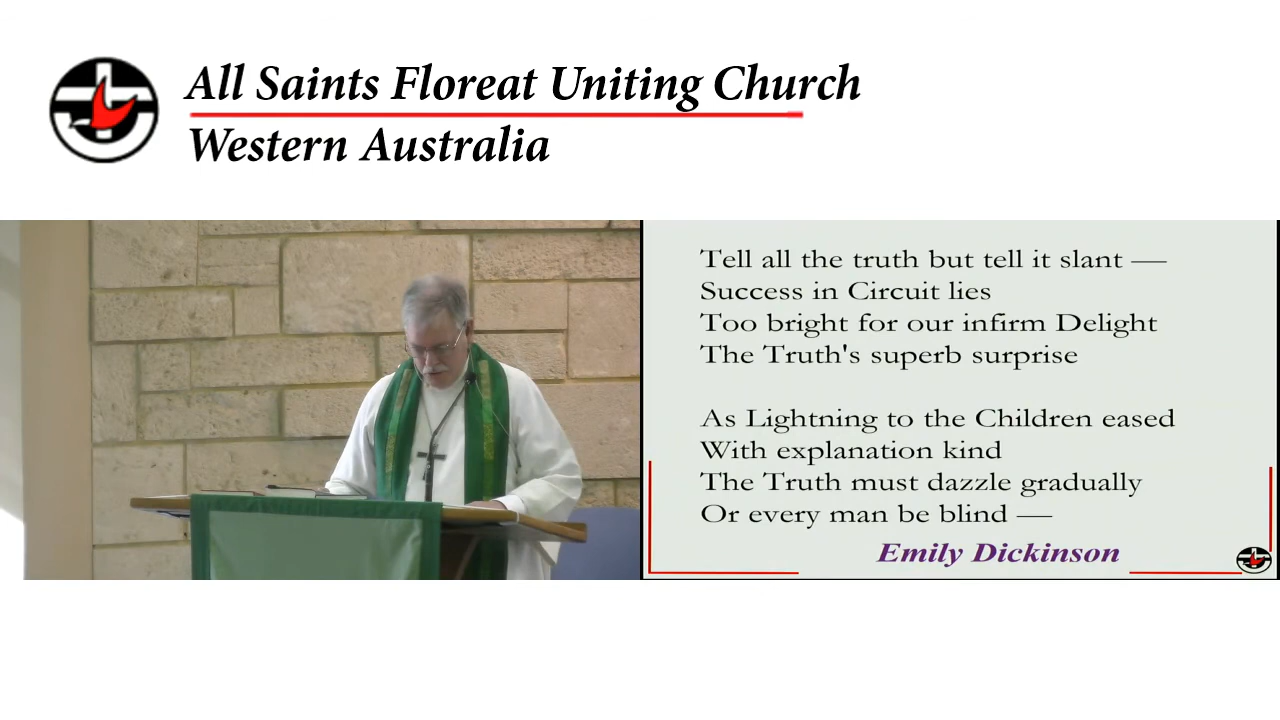 All Saints Floreat Uniting Church
Western Australia
Tell all the truth but tell it slant —
Success in Circuit lies
Too bright for our infirm Delight
The Truth's superb surprise
As Lightning to the Children eased
With explanation kind
The Truth must dazzle gradually
Or every man be blind —
Emily Dickinson